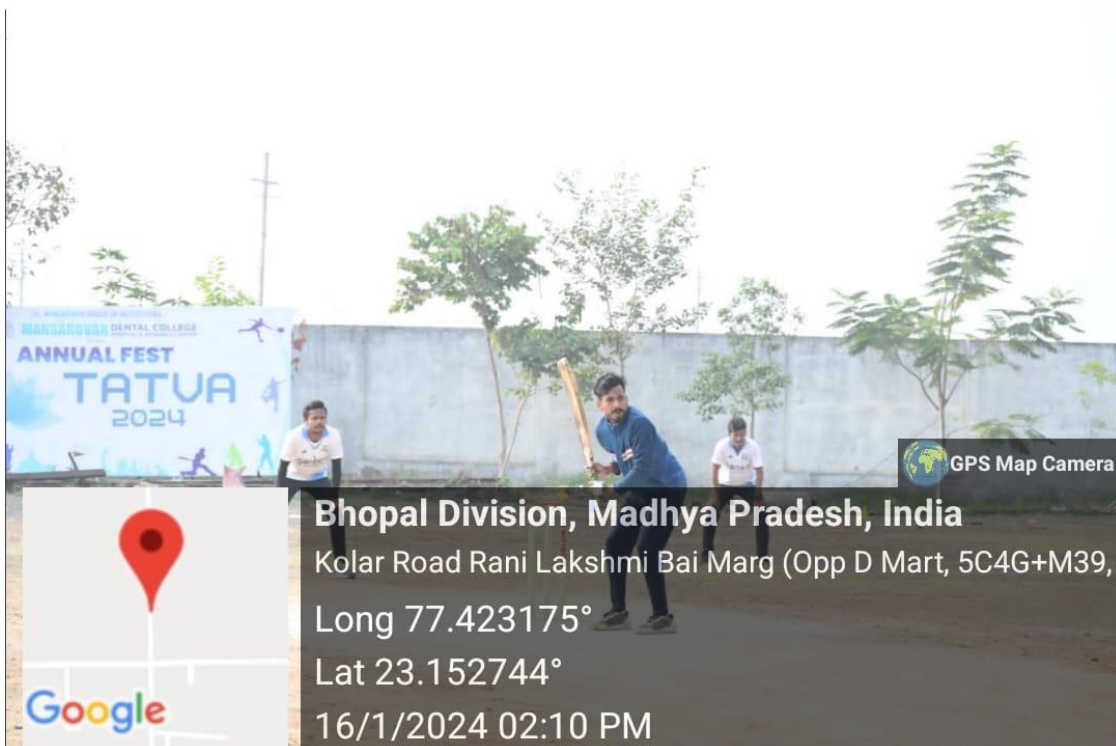 MANSAROVAR DENTAL COLLEGE
ANNUAL FEST
TATVA
2024
GPS Map Camera
Bhopal Division, Madhya Pradesh, India
Kolar Road Rani Lakshmi Bai Marg (Opp D Mart, 5C4G+M39,
Long 77.423175°
Lat 23.152744°
16/1/2024 02:10 PM
Google